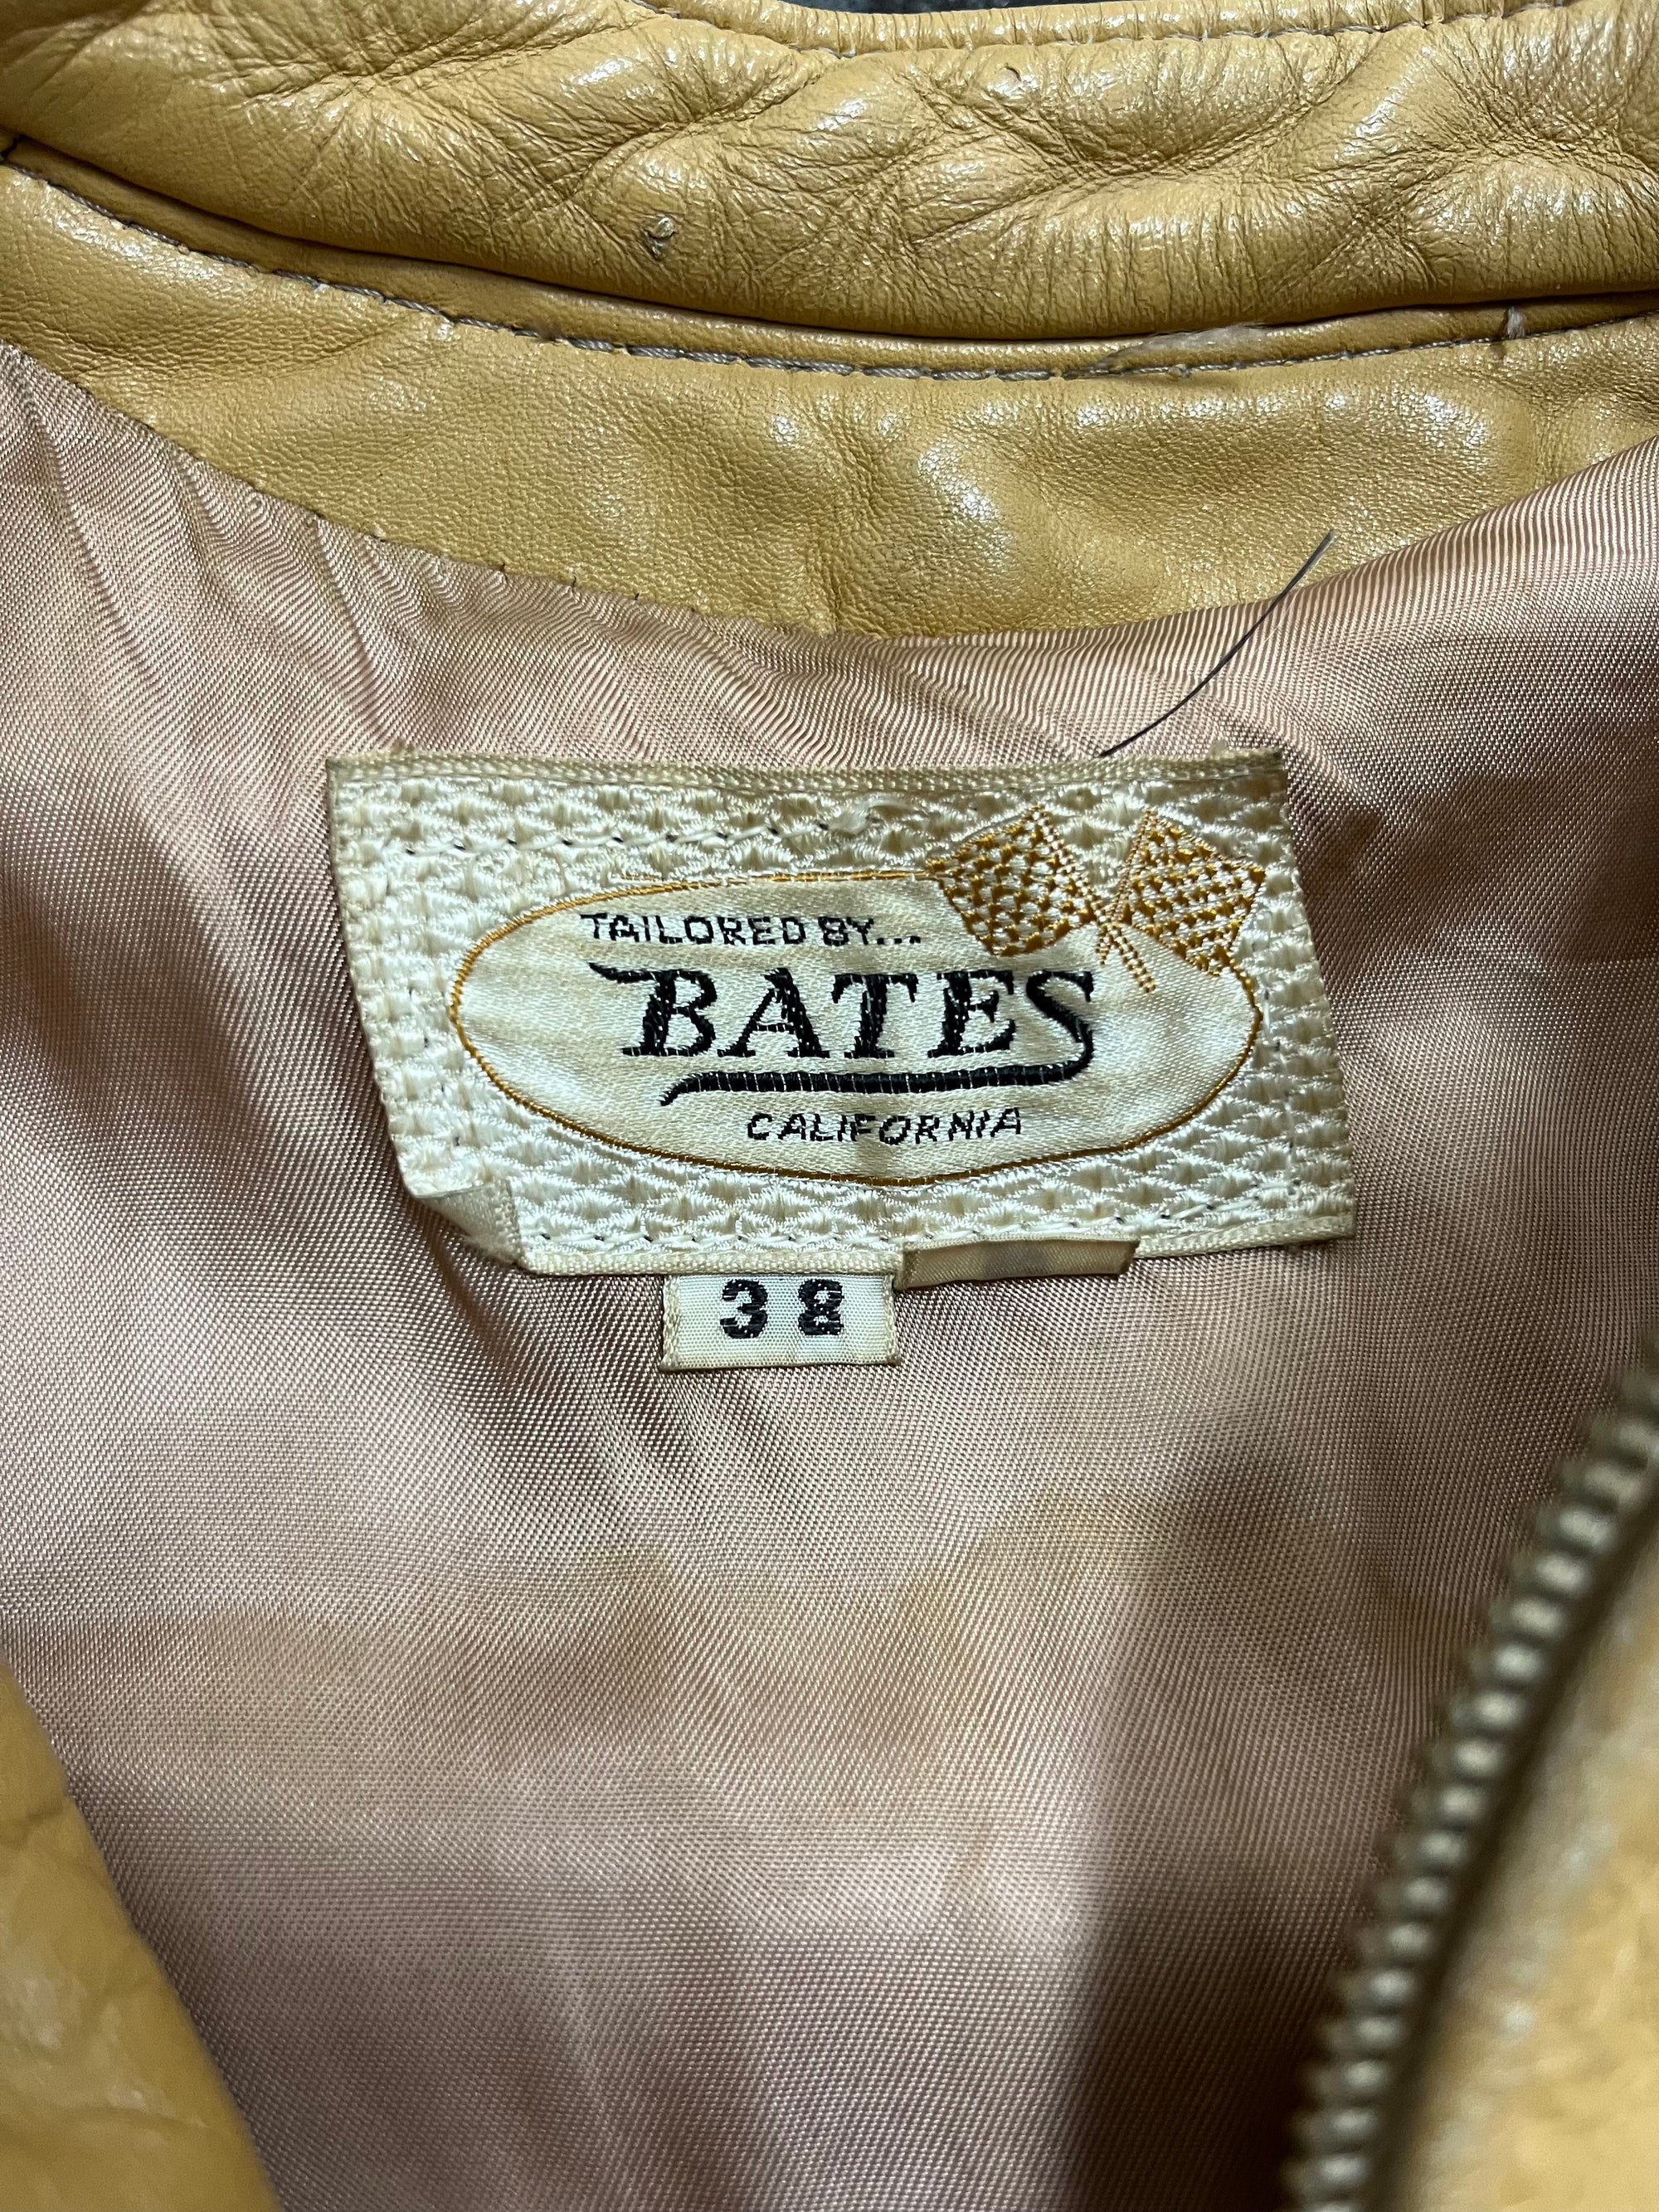 TAILORED BY...
BATES
CALIFORNIA
38